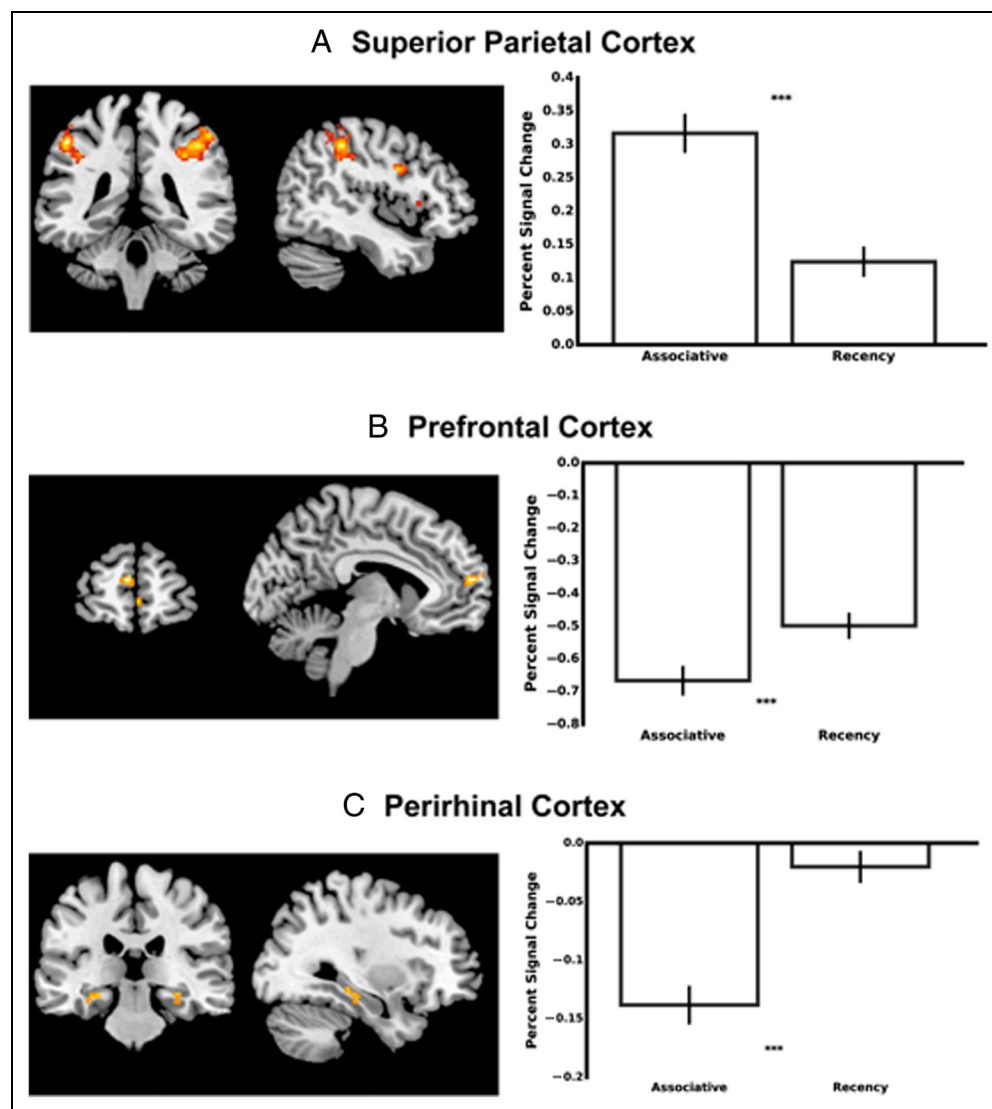 A Superior Parietal Cortex
Percent Signal Change
0.4
0.35
0.3
0.25
0.2
0.15
0.1
0.05
0.0
***
Associative Recency
B Prefrontal Cortex
Percent Signal Change
0.0
−0.1
−0.2
−0.3
−0.4
−0.5
−0.6
−0.7
−0.8
***
Associative Recency
C Perirhinal Cortex
Percent Signal Change
0.0
−0.05
−0.1
−0.15
−0.2
***
Associative Recency